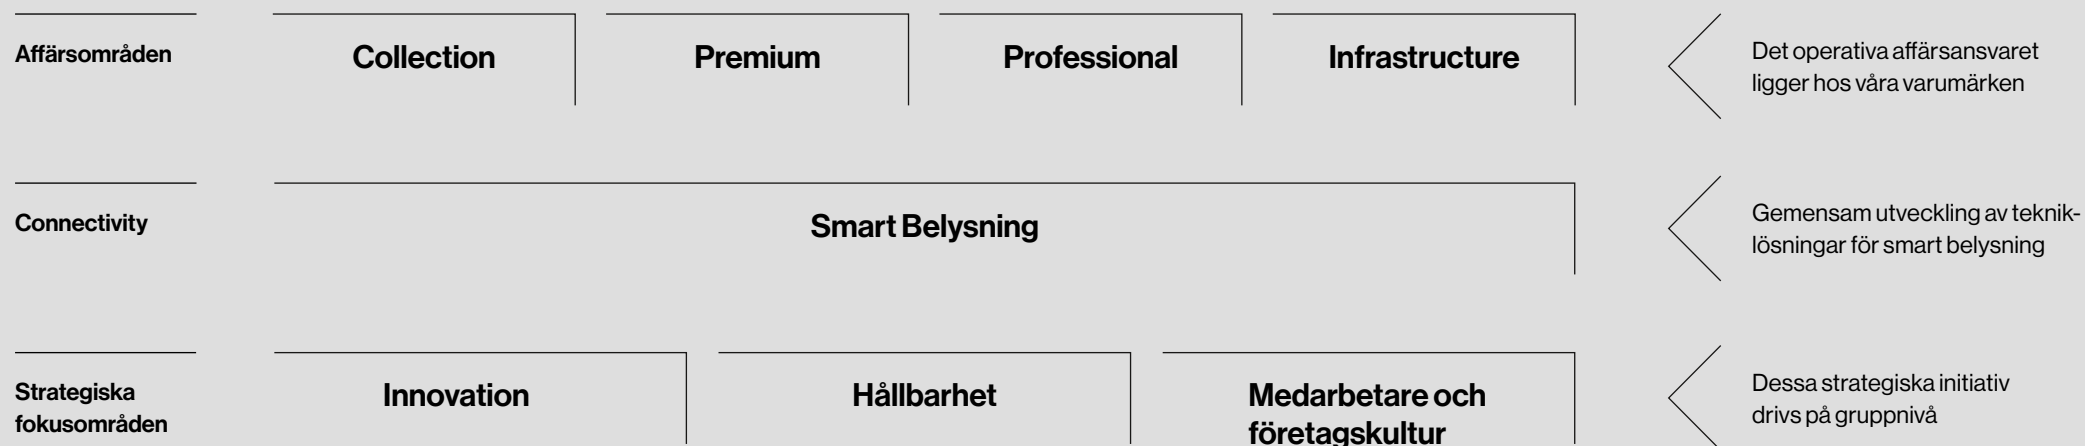 Affärsområden
Collection
Premium
Professional
Infrastructure
Det operativa affärsansvaret
ligger hos våra varumärken
Connectivity
Smart Belysning
Gemensam utveckling av teknik-
lösningar för smart belysning
Strategiska
fokusområden
Innovation
Hållbarhet
Medarbetare och
företagskultur
Dessa strategiska initiativ
drivs på gruppnivå